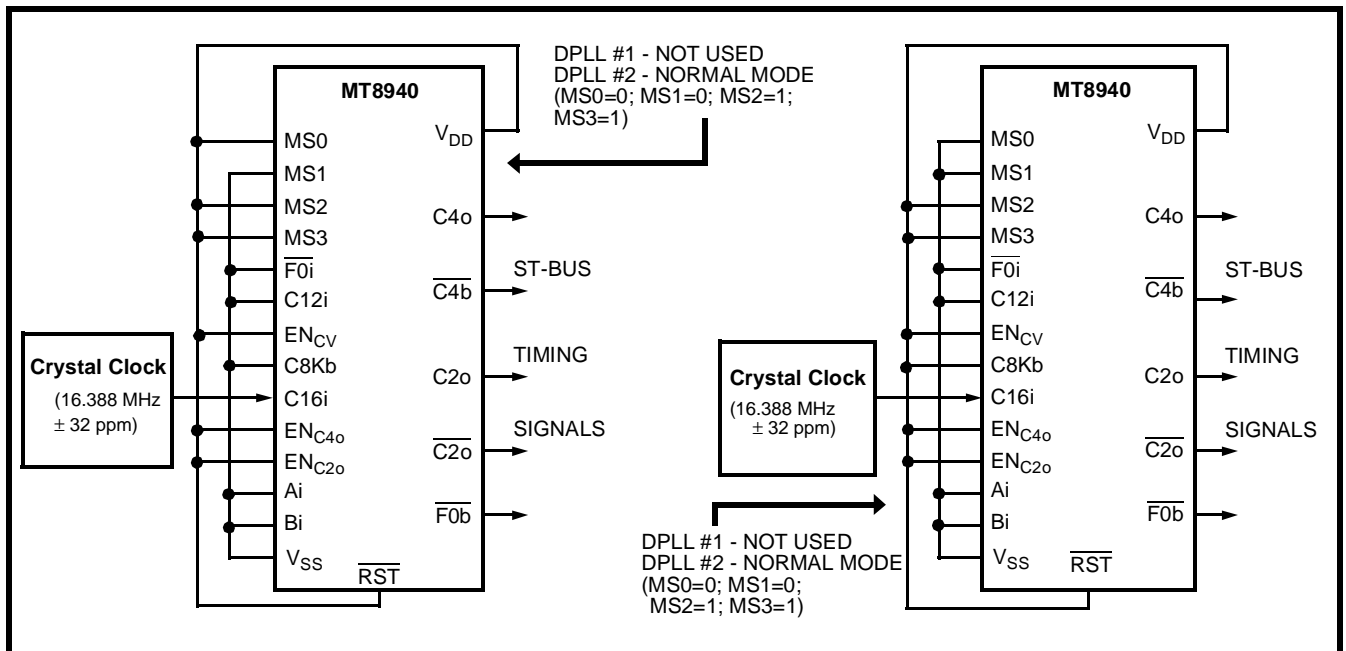 MT8940
MS0
MS1
MS2
MS3
F0i
C12i
ENCV
C8Kb
C16i
ENC4o
ENC2o
Ai
Bi
VSS
RST
VDD
C4o
C4b
C2o
C2o
F0b
ST-BUS
TIMING
SIGNALS
Crystal Clock
(16.388 MHz
± 32 ppm)
DPLL #1 - NOT USED
DPLL #2 - NORMAL MODE
(MS0=0; MS1=0; MS2=1;
MS3=1)
MT8940
MS0
MS1
MS2
MS3
F0i
C12i
ENCV
C8Kb
C16i
ENC4o
ENC2o
Ai
Bi
VSS
RST
VDD
C4o
C4b
C2o
C2o
F0b
ST-BUS
TIMING
SIGNALS
Crystal Clock
(16.388 MHz
± 32 ppm)
DPLL #1 - NOT USED
DPLL #2 - NORMAL MODE
(MS0=0; MS1=0;
MS2=1; MS3=1)